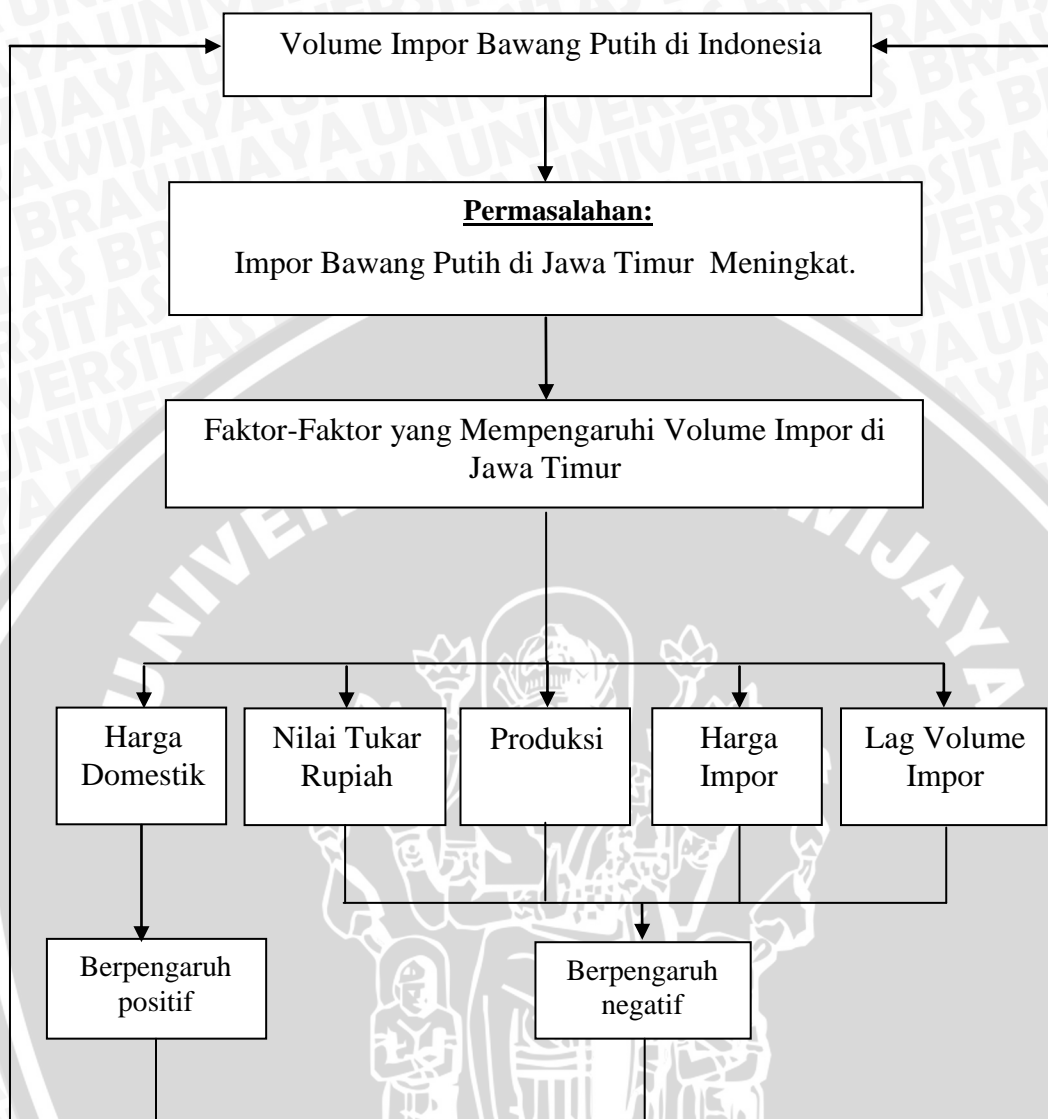 Volume Impor Bawang Putih di Indonesia
Permasalahan:
Impor Bawang Putih di Jawa Timur Meningkat.
Faktor-Faktor yang Mempengaruhi Volume Impor di
Jawa Timur
Harga
Domestik
Nilai Tukar
Rupiah
Produksi
Harga
Impor
Lag Volume
Impor
Berpengaruh
positif
Berpengaruh
negatif